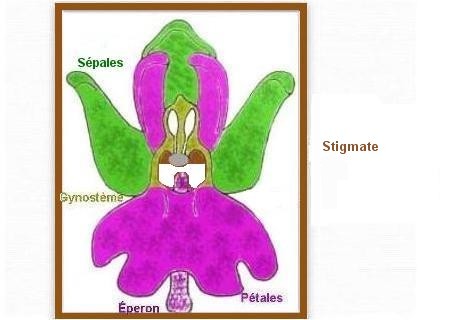 Sépales
Stigmate
Gynostème
Pétales
Éperon